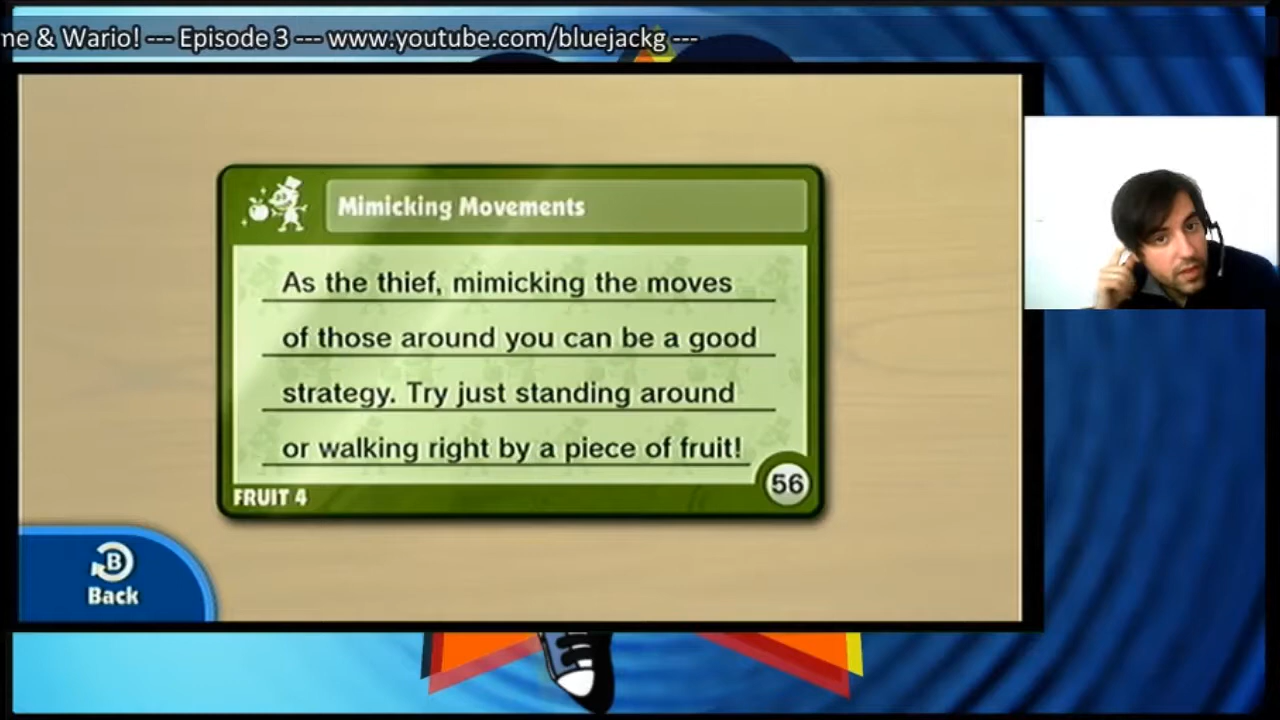 me & Wario! --- Episode 3 --- www.youtube.com/bluejackg ---
Mimicking Movements
As the thief, mimicking the moves
of those around you can be a good
strategy. Try just standing around
or walking right by a piece of fruit!
56
FRUIT 4
B
Back